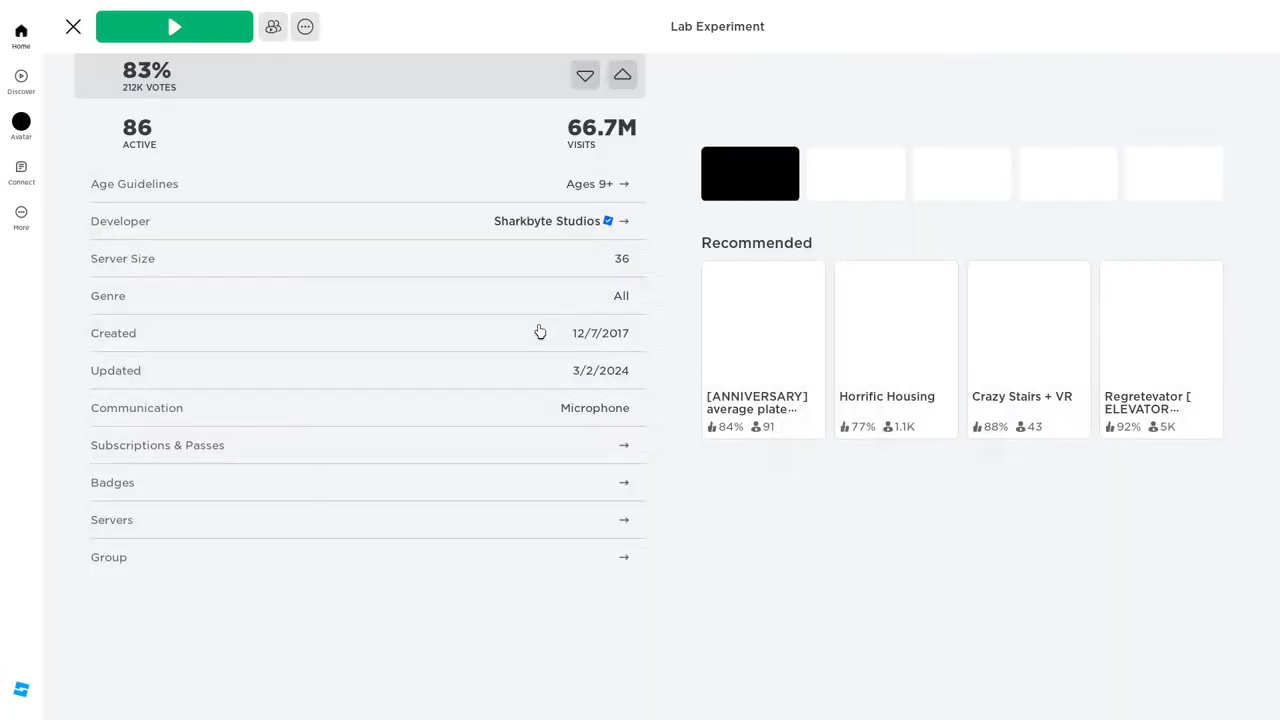 Lab Experiment
Home
Discover
Avatar
Connect
More
83%
212K VOTES
86
ACTIVE
66.7M
VISITS
Age Guidelines Ages 9+ →
Developer Sharkbyte Studios →
Server Size 36
Genre All
Created 12/7/2017
Updated 3/2/2024
Communication Microphone
Subscriptions & Passes →
Badges →
Servers →
Group →
Recommended
[ANNIVERSARY]
average plate...
84% 91
Horrific Housing
77% 1.1K
Crazy Stairs + VR
88% 43
Regretevator [
ELEVATOR...
92% 5K